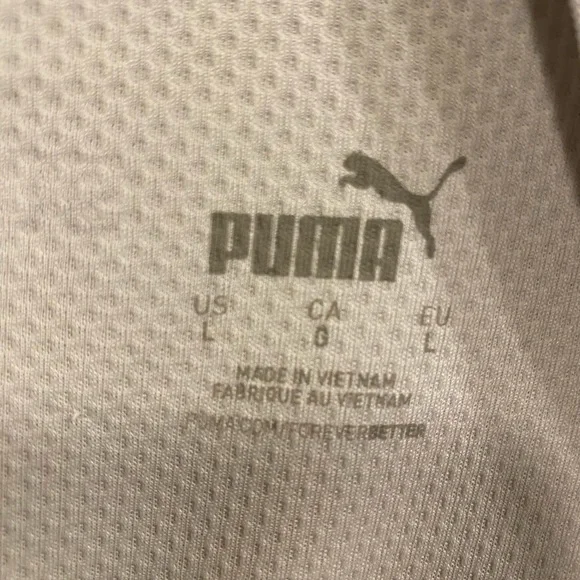 PUMA
US CA EU
L G L
MADE IN VIETNAM
FABRIQUE AU VIETNAM
PUMA.COM/FOREVERBETTER